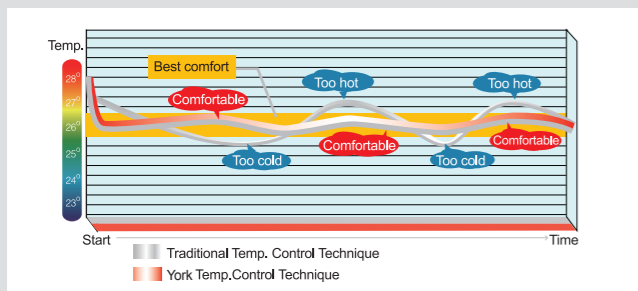 Temp.
28°
27°
26°
25°
24°
23°
Best comfort
Too hot
Too hot
Comfortable
Comfortable
Comfortable
Too cold
Too cold
Start
Time
Traditional Temp. Control Technique
York Temp.Control Technique